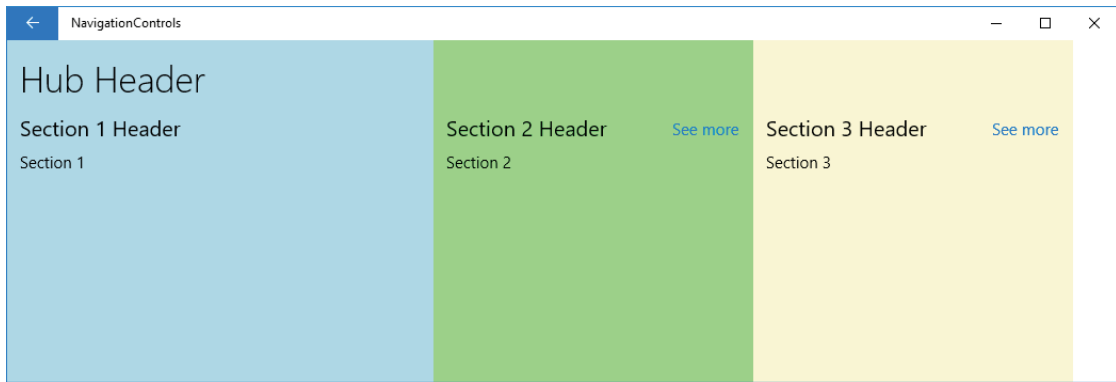 NavigationControls
Hub Header
Section 1 Header
Section 1
Section 2 Header See more
Section 2
Section 3 Header See more
Section 3